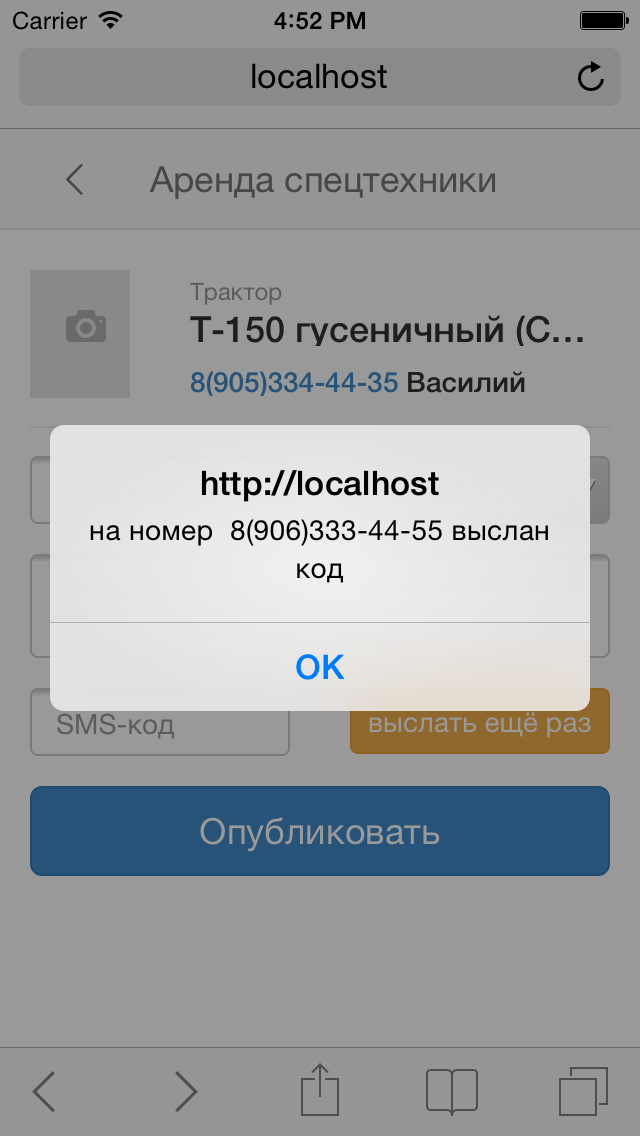 Carrier 4:52 PM
localhost
Аренда спецтехники
Трактор
Т-150 гусеничный (С...
8(905)334-44-35 Василий
http://localhost
на номер 8(906)333-44-55 выслан
код
OK
SMS-код выслать ещё раз
Опубликовать